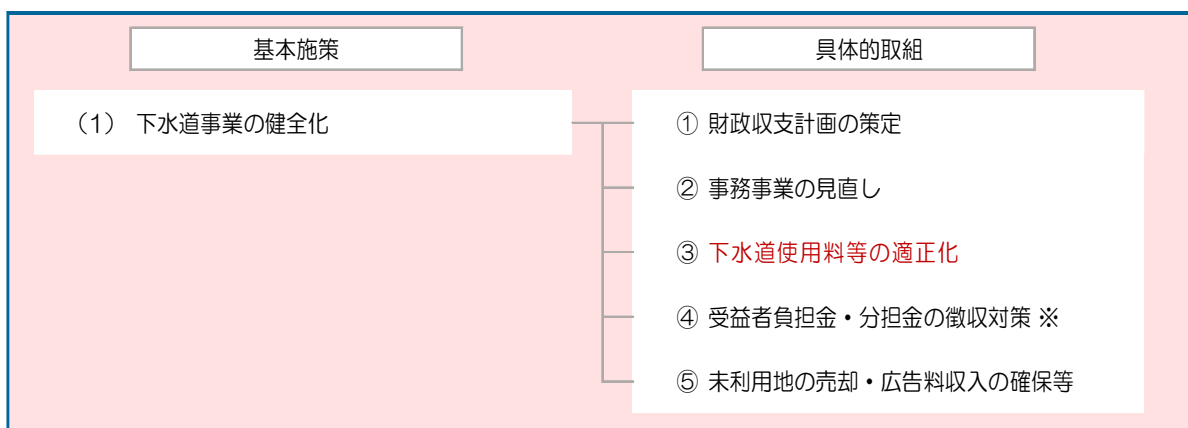 基本施策
具体的取組
（1） 下水道事業の健全化
① 財政収支計画の策定
② 事務事業の見直し
③ 下水道使用料等の適正化
④ 受益者負担金・分担金の徴収対策 ※
⑤ 未利用地の売却・広告料収入の確保等